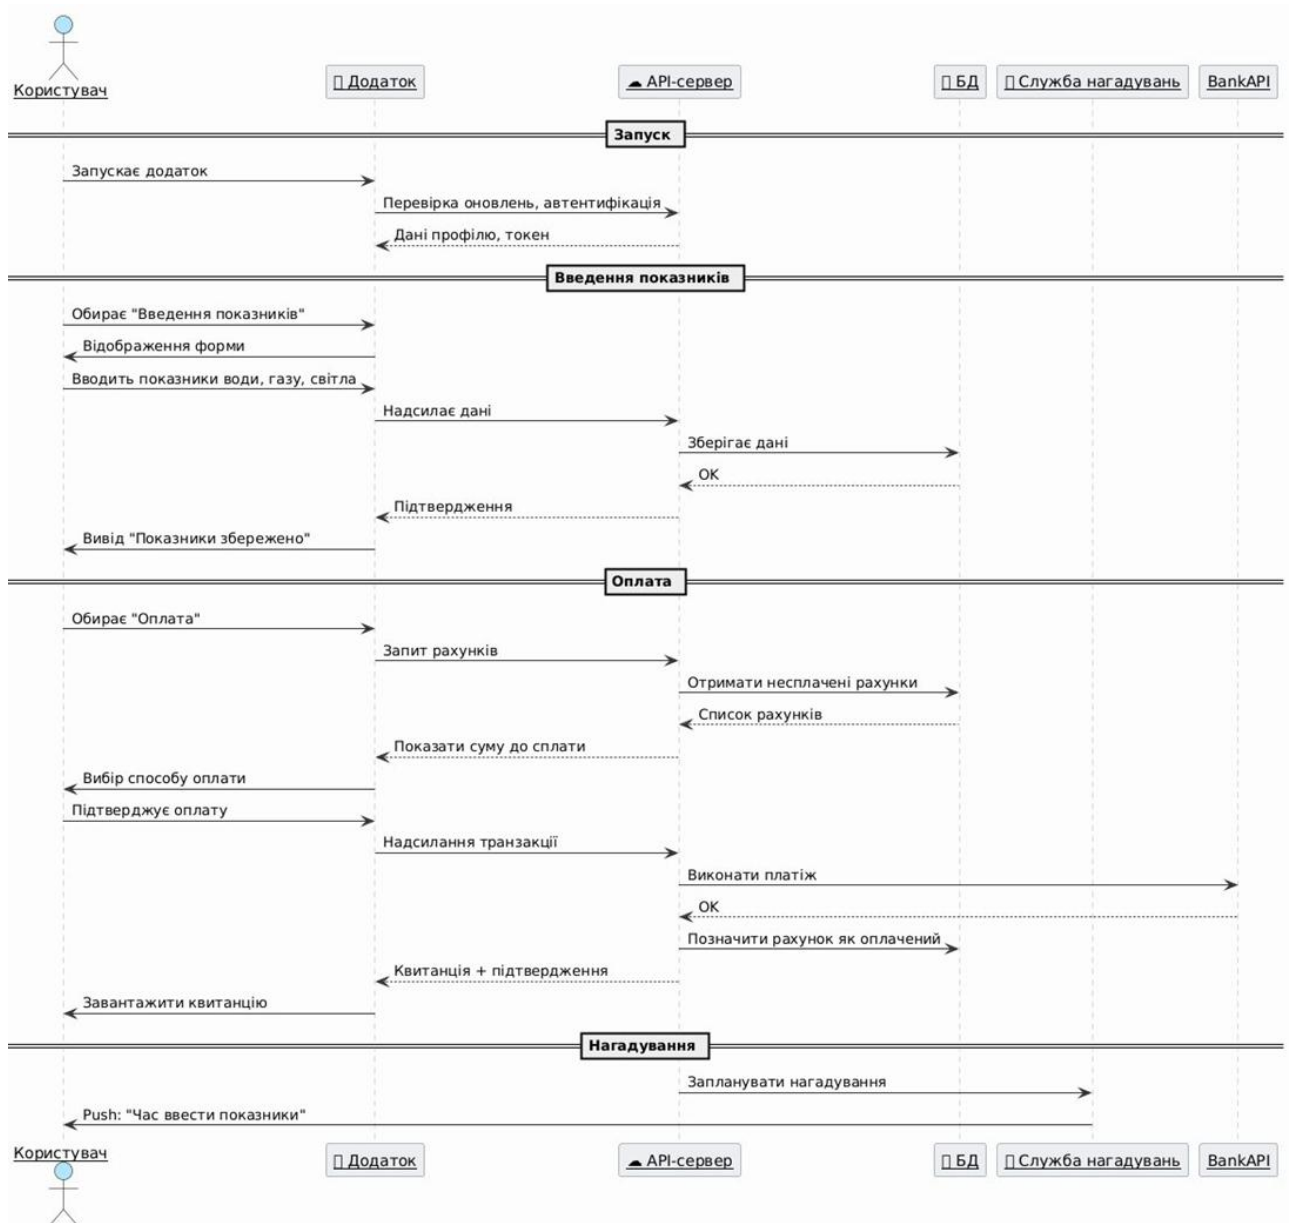 Користувач
Додаток
☁ API-сервер
БД
Служба нагадувань
BankAPI
Запуск
Запускає додаток
Перевірка оновлень, автентифікація
Дані профілю, токен
Введення показників
Обирає "Введення показників"
Відображення форми
Вводить показники води, газу, світла
Надсилає дані
Зберігає дані
OK
Підтвердження
Вивід "Показники збережено"
Оплата
Обирає "Оплата"
Запит рахунків
Отримати несплачені рахунки
Список рахунків
Показати суму до сплати
Вибір способу оплати
Підтверджує оплату
Надсилання транзакції
Виконати платіж
OK
Позначити рахунок як оплачений
Квитанція + підтвердження
Завантажити квитанцію
Нагадування
Запланувати нагадування
Push: "Час ввести показники"
Користувач
Додаток
☁ API-сервер
БД
Служба нагадувань
BankAPI